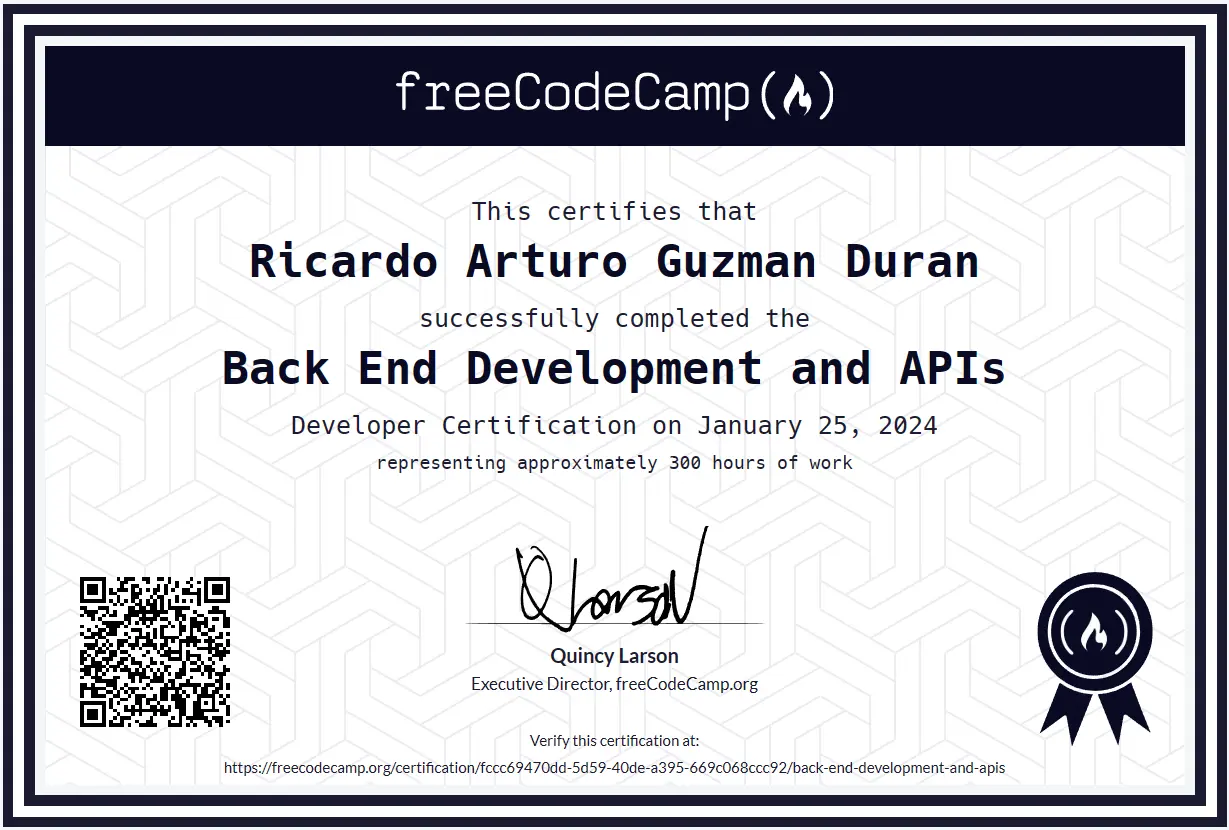 freeCodeCamp
This certifies that
Ricardo Arturo Guzman Duran
successfully completed the
Back End Development and APIs
Developer Certification on January 25, 2024
representing approximately 300 hours of work
Quincy Larson
Executive Director, freeCodeCamp.org
Verify this certification at:
https://freecodecamp.org/certification/fccc69470dd-5d59-40de-a395-669c068ccc92/back-end-development-and-apis